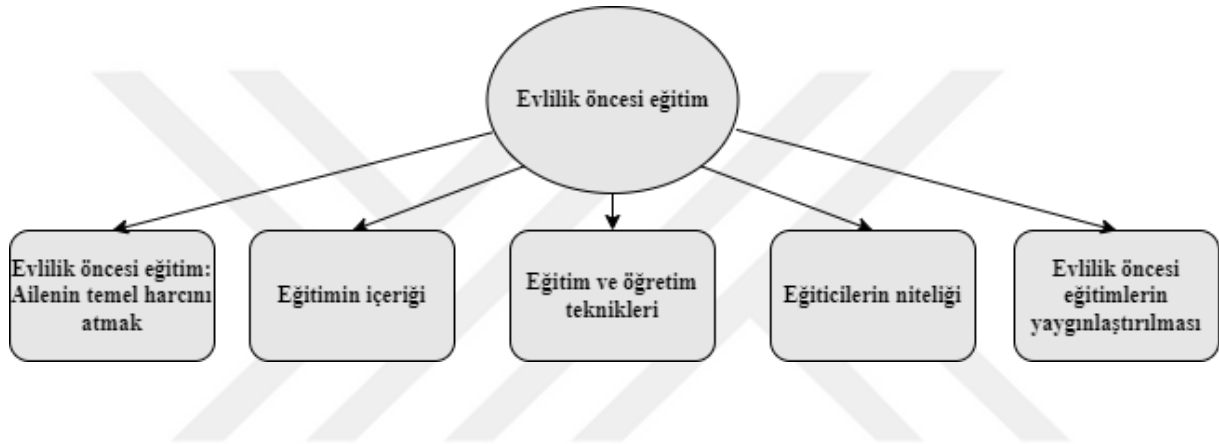 Evlilik öncesi eğitim
Evlilik öncesi eğitim:
Ailenin temel harcını
atmak
Eğitimin içeriği
Eğitim ve öğretim
teknikleri
Eğiticilerin niteliği
Evlilik öncesi
eğitimlerin
yaygınlaştırılması